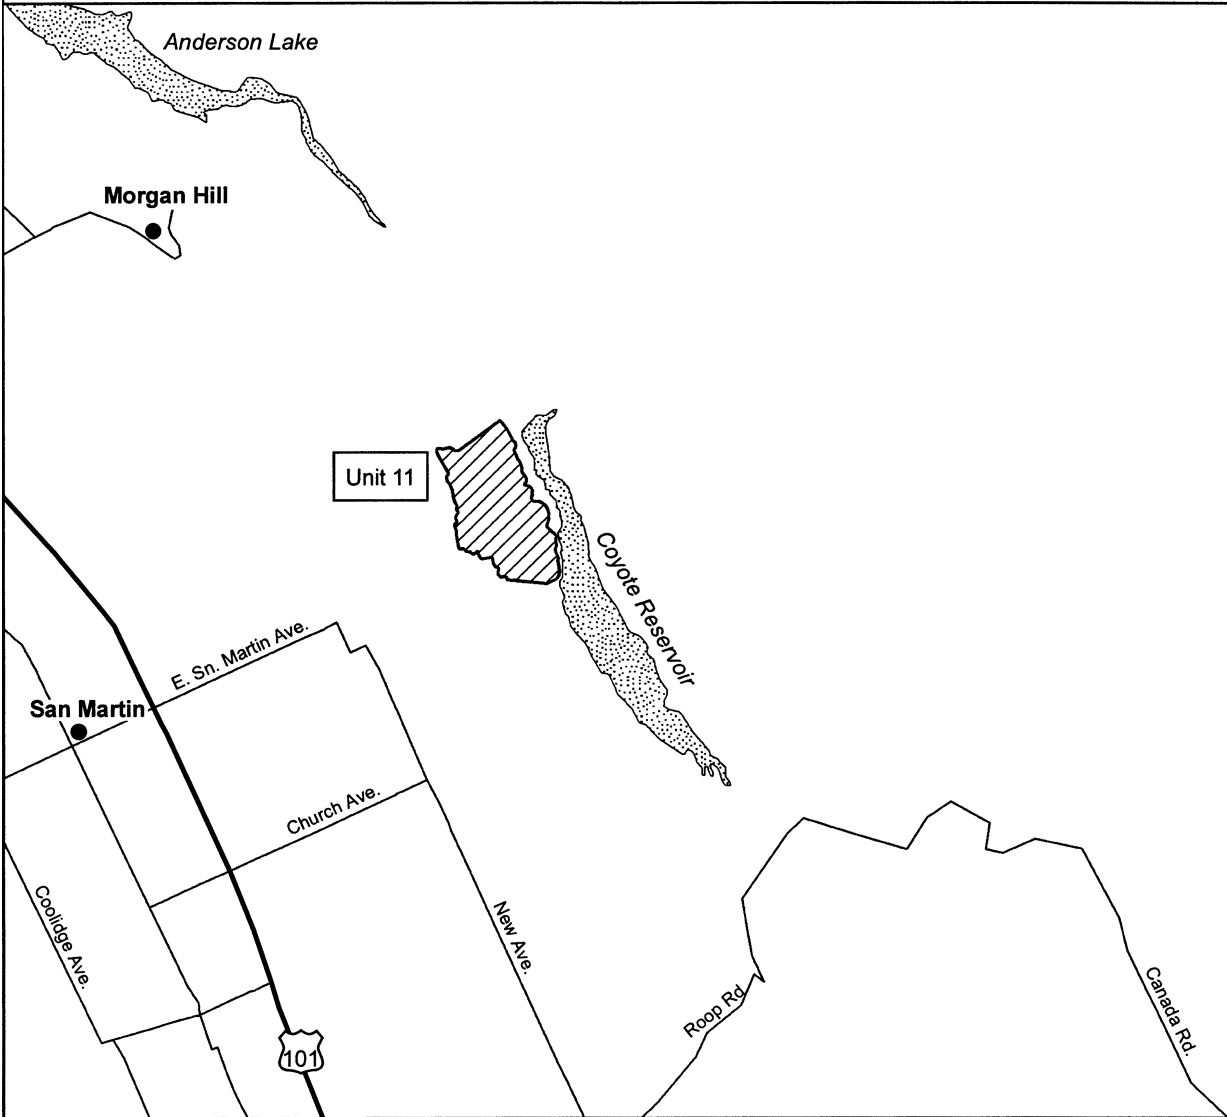 Anderson Lake
Morgan Hill
Unit 11
Coyote Reservoir
E. Sn. Martin Ave.
San Martin
Church Ave.
Coolidge Ave.
New Ave.
Roop Rd
Canada Rd.
101